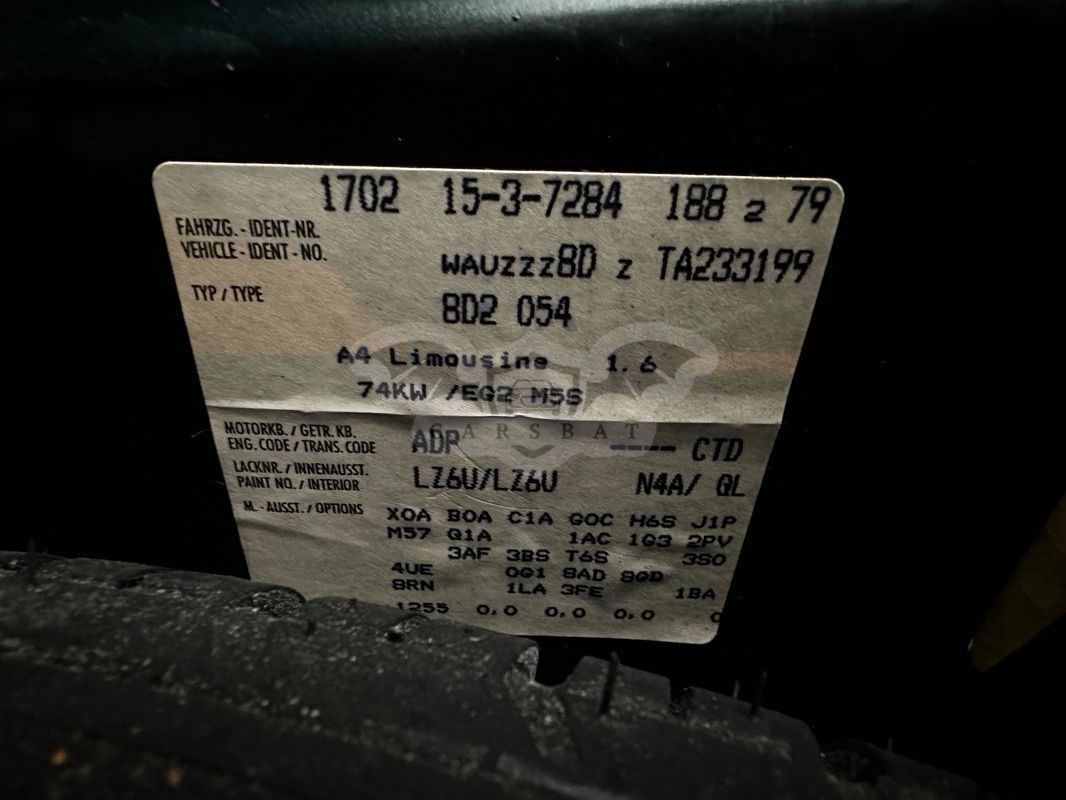 1702 15-3-7284 188 2 79
FAHRZG.-IDENT-NR.
VEHICLE-IDENT-NO.
WAUZZZ8D Z TA233199
TYP / TYPE
8D2 054
A4 Limousine 1.6
74KW /EG2 M5S
CARSBAT
MOTORKB. / GETR. KB.
ENG. CODE / TRANS. CODE
ADP ---- CTD
LACKNR. / INNENAUSST.
PAINT NO. / INTERIOR
LZ6U/LZ6U N4A/ QL
M.-AUSST. / OPTIONS
X0A B0A C1A G0C H6S J1P
M57 Q1A 1AC 1G3 2PV
3AF 3BS T6S 3S0
4UE 0G1 8AD 8GD
8RN 1LA 3FE 1BA
1255 0,0 0,0 0,0